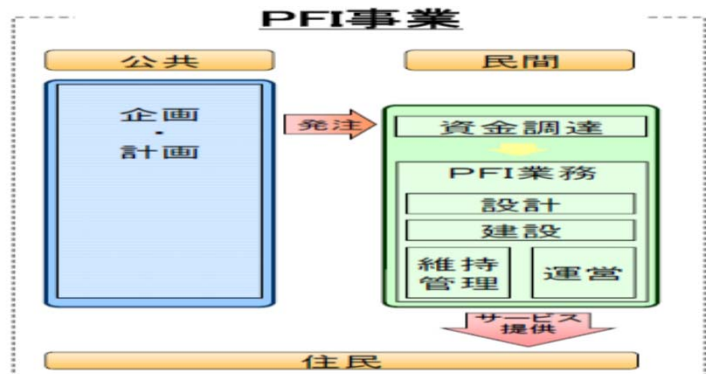 PFI事業
公共
民間
企画
・
計画
発注
資金調達
PFI業務
設計
建設
維持
管理
運営
サービス
提供
住民